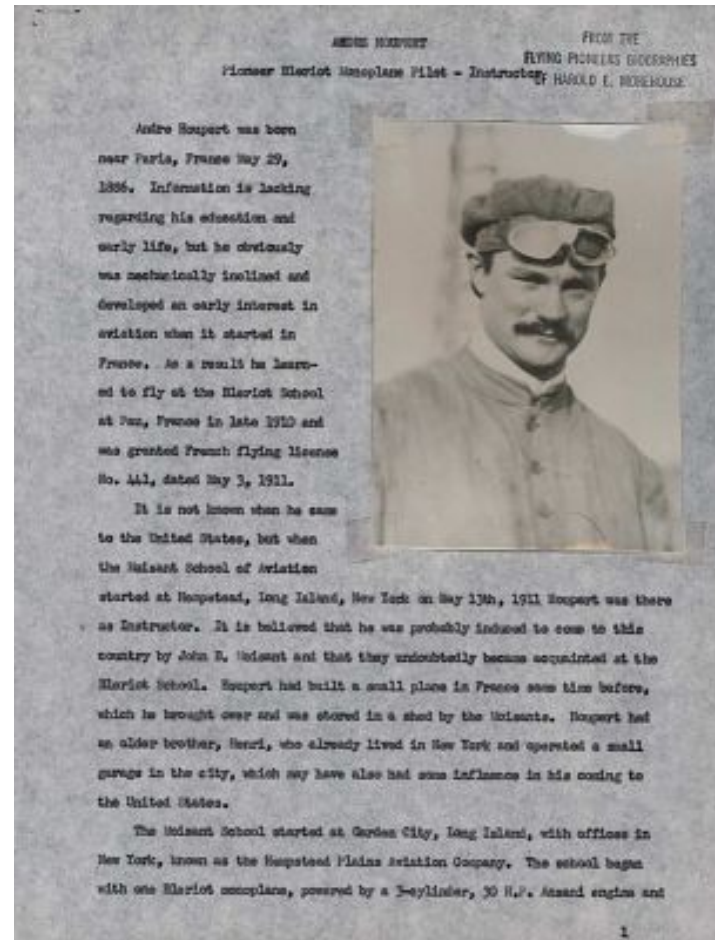 ANDRE HOUPERT
FROM THE
FLYING PIONEERS BIOGRAPHIES
OF HAROLD E. MOREHOUSE
Pioneer Bleriot Monoplane Pilot - Instructor
Andre Houpert was born
near Paris, France May 29,
1886. Information is lacking
regarding his education and
early life, but he obviously
was mechanically inclined and
developed an early interest in
aviation when it started in
France. As a result he learn-
ed to fly at the Bleriot School
at Pau, France in late 1910 and
was granted French flying license
No. 441, dated May 3, 1911.
It is not known when he came
to the United States, but when
the Moisant School of Aviation
started at Hempstead, Long Island, New York on May 13th, 1911 Houpert was there
as Instructor. It is believed that he was probably induced to come to this
country by John B. Moisant and that they undoubtedly became acquainted at the
Bleriot School. Houpert had built a small plane in France some time before,
which he brought over and was stored in a shed by the Moisants. Houpert had
an older brother, Henri, who already lived in New York and operated a small
garage in the city, which may have also had some influence in his coming to
the United States.
The Moisant School started at Garden City, Long Island, with offices in
New York, known as the Hempstead Plains Aviation Company. The school began
with one Bleriot monoplane, powered by a 3-cylinder, 30 H.P. Anzani engine and
1